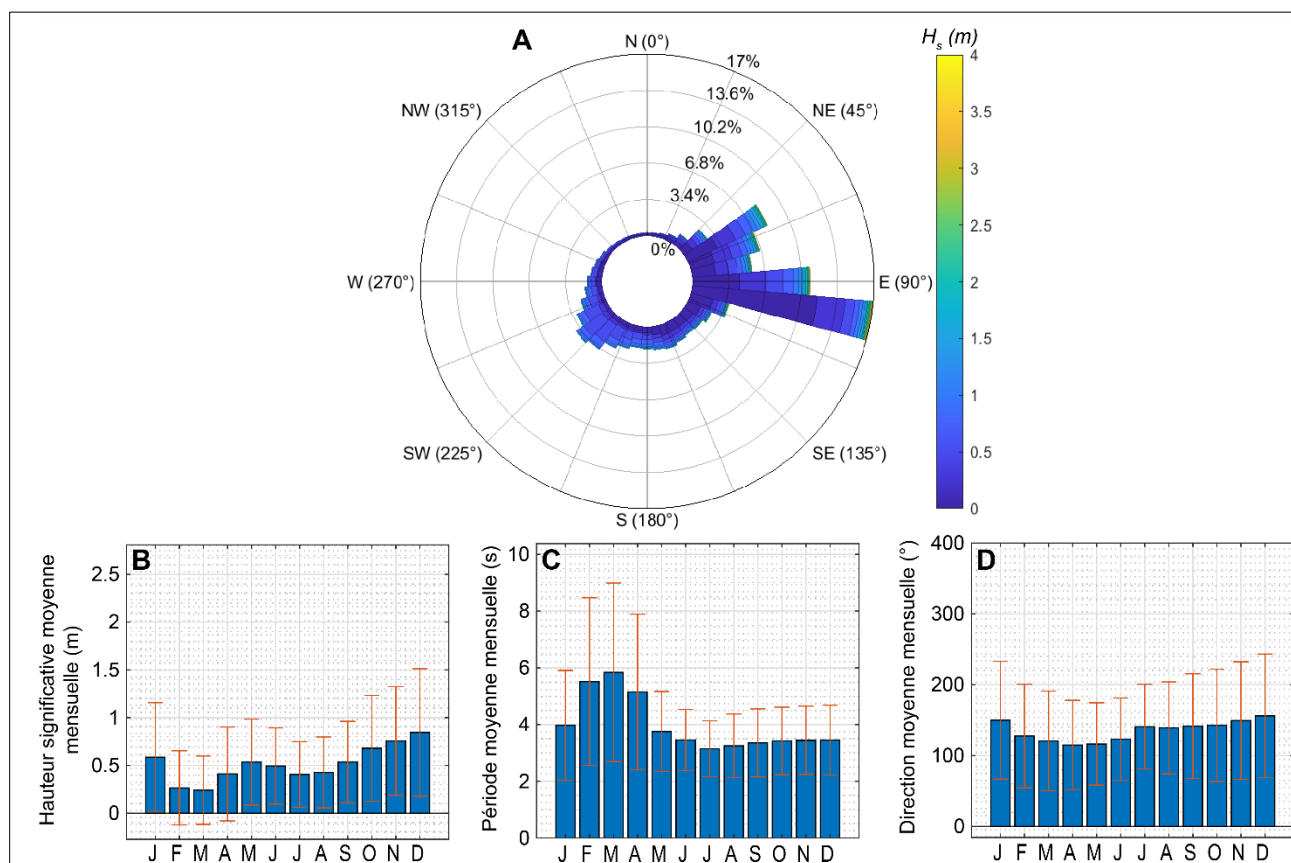 A
N (0°)
H_s (m)
17%
13.6%
10.2%
6.8%
3.4%
0%
NW (315°)
NE (45°)
W (270°)
E (90°)
SW (225°)
SE (135°)
S (180°)
4
3.5
3
2.5
2
1.5
1
0.5
0
B
Hauteur significative moyenne
mensuelle (m)
2.5
2
1.5
1
0.5
0
J F M A M J J A S O N D
C
Période moyenne mensuelle (s)
10
8
6
4
2
0
J F M A M J J A S O N D
D
Direction moyenne mensuelle (°)
400
300
200
100
0
J F M A M J J A S O N D